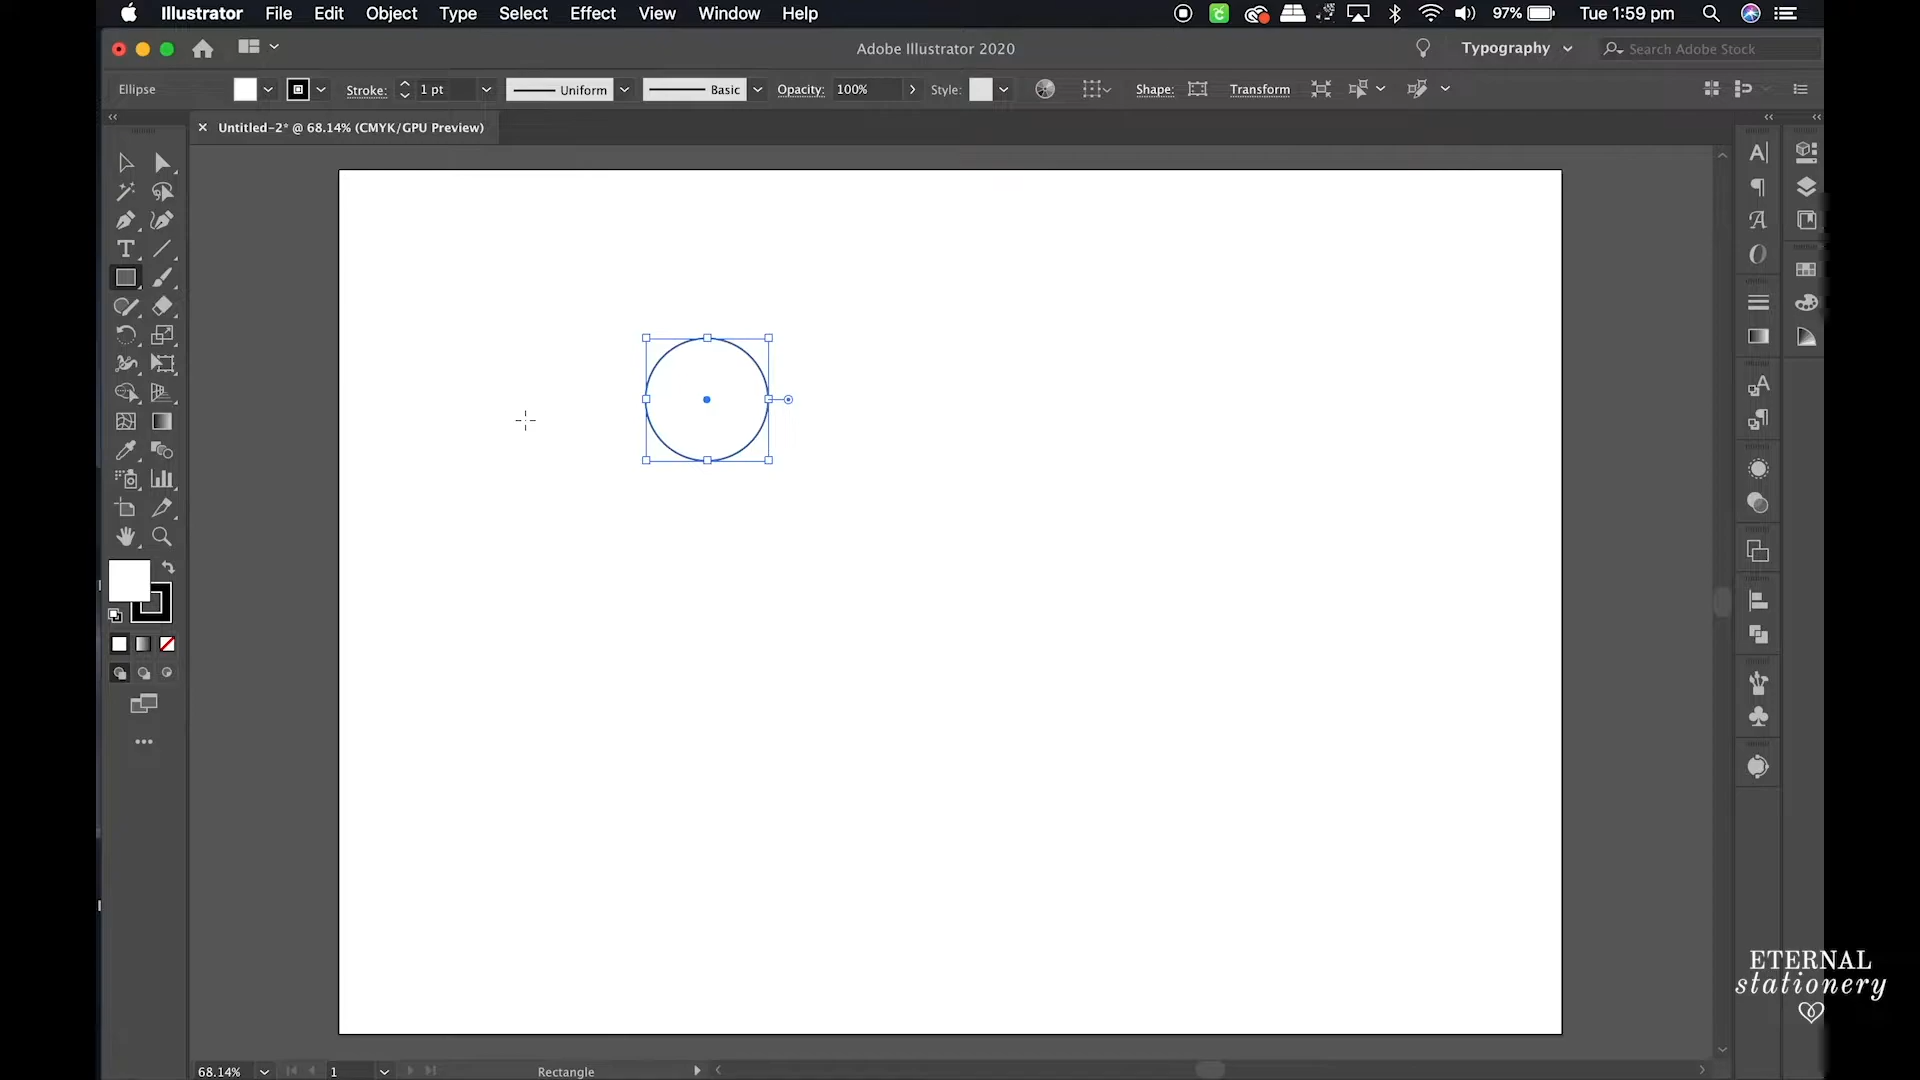 Illustrator File Edit Object Type Select Effect View Window Help 97% Tue 1:59 pm
Adobe Illustrator 2020 Typography Search Adobe Stock
Ellipse Stroke: 1 pt Uniform Basic Opacity: 100% Style: Shape: Transform
Untitled-2* @ 68.14% (CMYK/GPU Preview)
ETERNAL
stationery
68.14% 1 Rectangle